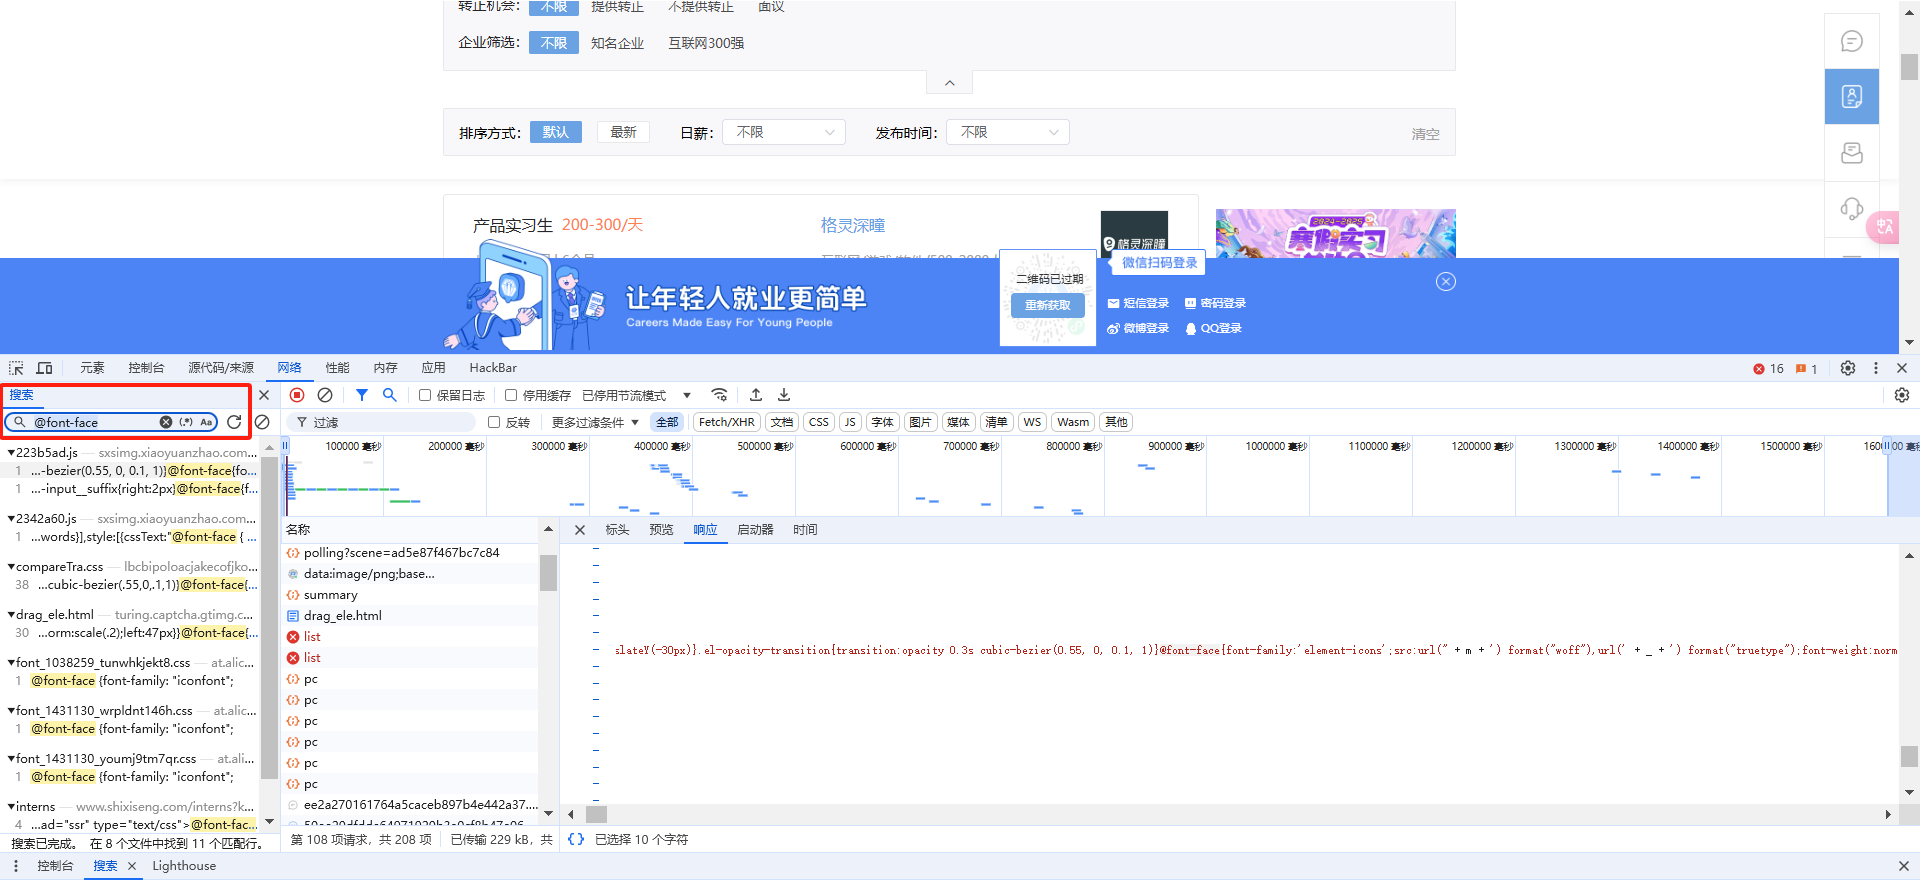 转正机会： 不限 提供转正 不提供转正 面议
企业筛选： 不限 知名企业 互联网300强
排序方式： 默认 最新 日薪： 不限 发布时间： 不限 清空
产品实习生 200-300/天 格灵深瞳
格灵深瞳
2024-2025
寒假实习
让年轻人就业更简单
Careers Made Easy For Young People
二维码已过期
重新获取
微信扫码登录
短信登录 密码登录
微博登录 QQ登录
元素 控制台 源代码/来源 网络 性能 内存 应用 HackBar 16 1
搜索
保留日志 停用缓存 已停用节流模式
@font-face (.*) Aa
过滤 反转 更多过滤条件 全部 Fetch/XHR 文档 CSS JS 字体 图片 媒体 清单 WS Wasm 其他
100000 毫秒 200000 毫秒 300000 毫秒 400000 毫秒 500000 毫秒 600000 毫秒 700000 毫秒 800000 毫秒 900000 毫秒 1000000 毫秒 1100000 毫秒 1200000 毫秒 1300000 毫秒 1400000 毫秒 1500000 毫秒 1600000 毫秒
223b5ad.js — sxsimg.xiaoyuanzhao.com...
1 ...-bezier(0.55, 0, 0.1, 1)}@font-face{fo...
1 ...-input__suffix{right:2px}@font-face{f...
2342a60.js — sxsimg.xiaoyuanzhao.com...
1 ...words}],style:[{cssText:"@font-face { ...
compareTra.css — lbcbipoloacjakecofjko...
38 ...cubic-bezier(.55,0,.1,1)}@font-face{...
drag_ele.html — turing.captcha.gtimg.c...
30 ...orm:scale(.2);left:47px}}@font-face{...
font_1038259_tunwhkjekt8.css — at.alic...
1 @font-face {font-family: "iconfont";
font_1431130_wrpldnt146h.css — at.alic...
1 @font-face {font-family: "iconfont";
font_1431130_youmj9tm7qr.css — at.ali...
1 @font-face {font-family: "iconfont";
interns — www.shixiseng.com/interns?k...
4 ...ad="ssr" type="text/css">@font-fac...
搜索已完成。 在 8 个文件中找到 11 个匹配行。
名称
polling?scene=ad5e87f467bc7c84
data:image/png;base...
summary
drag_ele.html
list
list
pc
pc
pc
pc
pc
pc
ee2a270161764a5caceb897b4e442a37....
第 108 项请求，共 208 项 已传输 229 kB，共
标头 预览 响应 启动器 时间
slateY(-30px)}.el-opacity-transition{transition:opacity 0.3s cubic-bezier(0.55, 0, 0.1, 1)}@font-face{font-family:'element-icons';src:url(" + m + ') format("woff"),url(' + _ + ') format("truetype");font-weight:norm
{} 已选择 10 个字符
控制台 搜索 Lighthouse